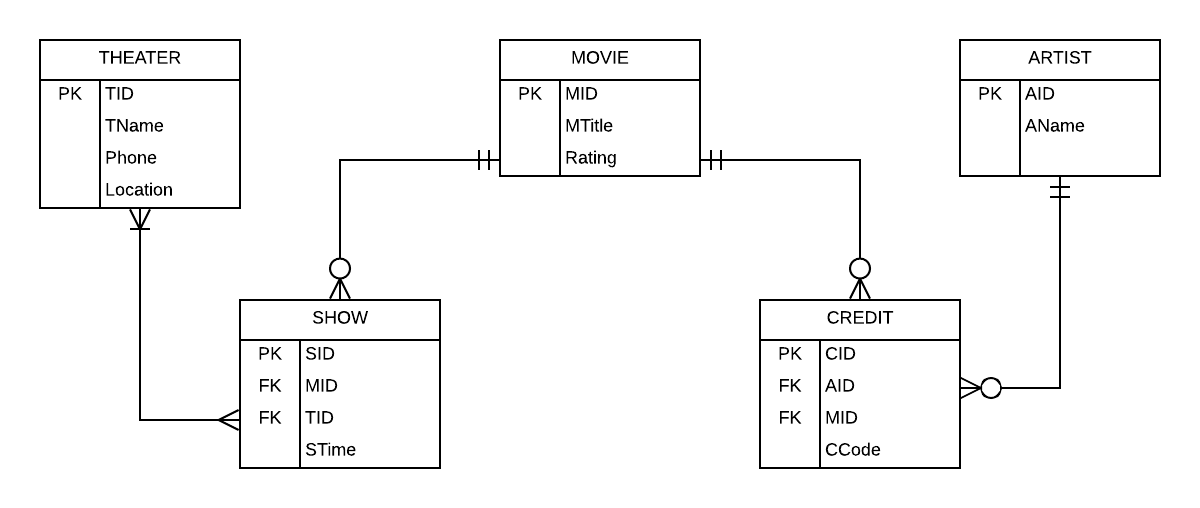 THEATER
PK TID
TName
Phone
Location
MOVIE
PK MID
MTitle
Rating
ARTIST
PK AID
AName
SHOW
PK SID
FK MID
FK TID
STime
CREDIT
PK CID
FK AID
FK MID
CCode